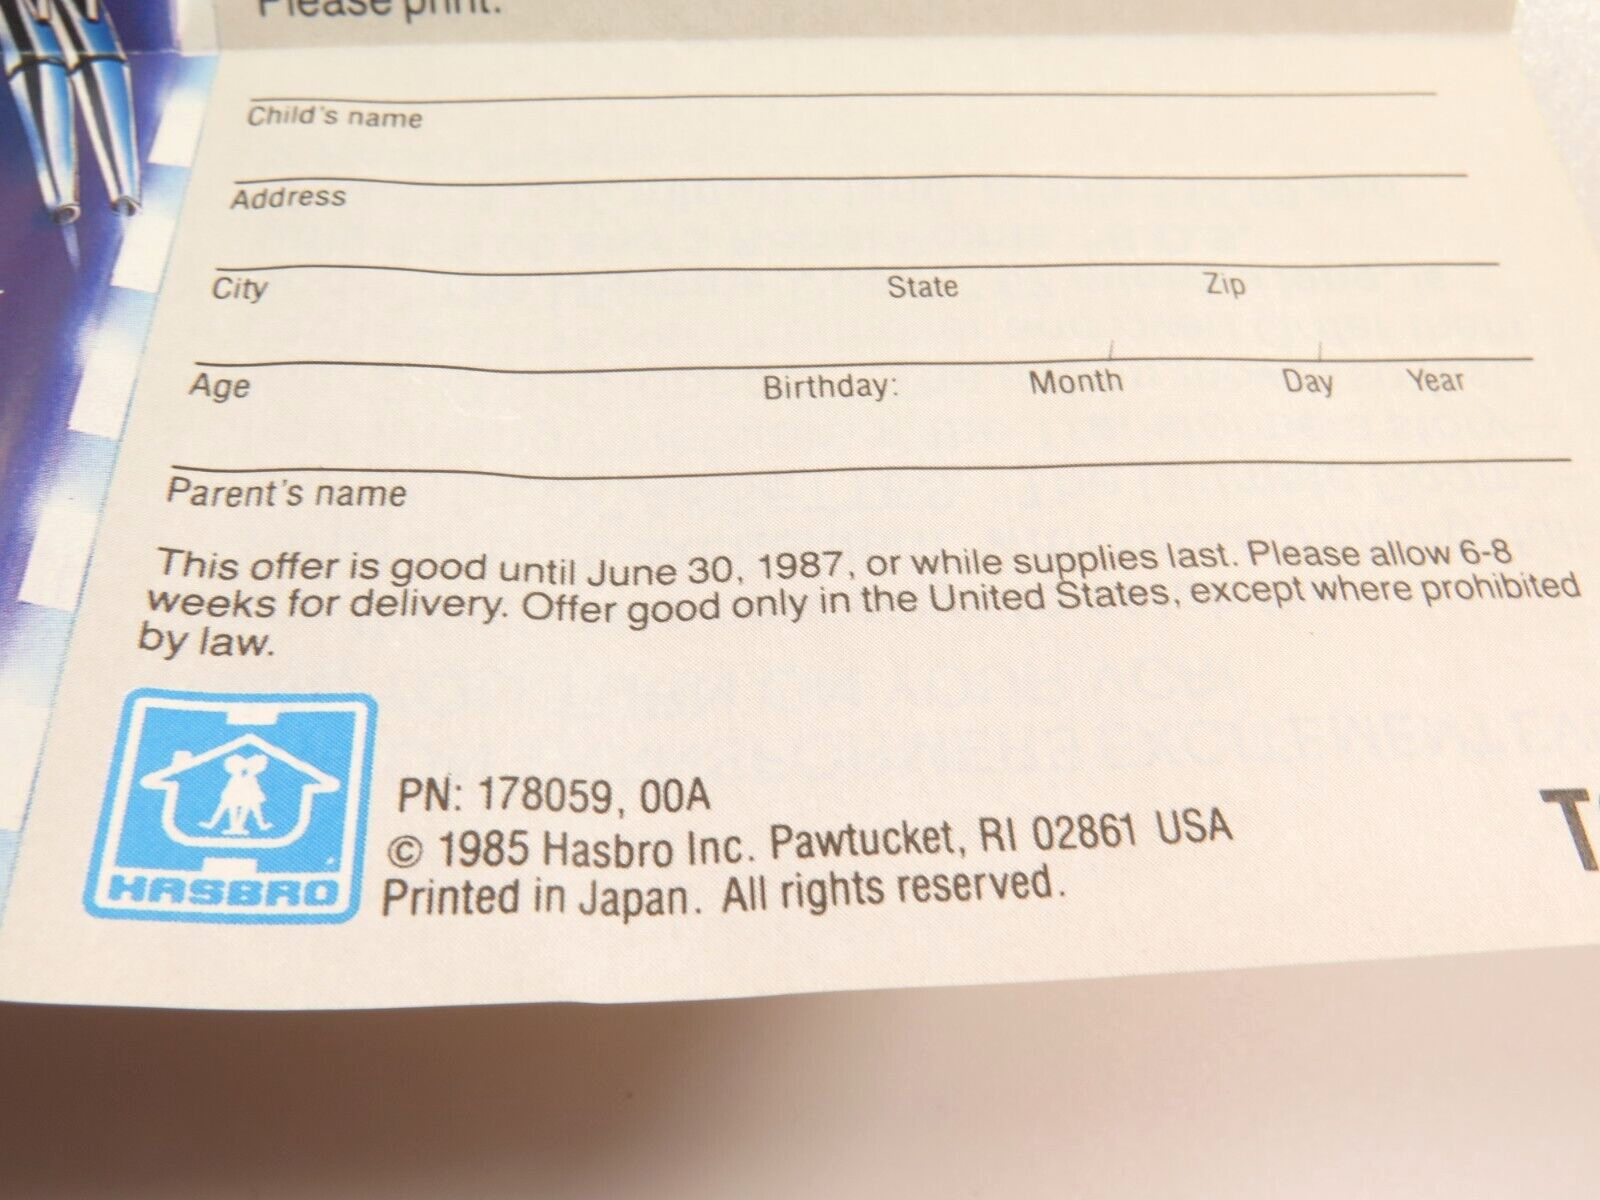 Please print.
Child's name
Address
City State Zip
Age Birthday: Month Day Year
Parent's name
This offer is good until June 30, 1987, or while supplies last. Please allow 6-8
weeks for delivery. Offer good only in the United States, except where prohibited
by law.
HASBRO
PN: 178059, 00A
© 1985 Hasbro Inc. Pawtucket, RI 02861 USA
Printed in Japan. All rights reserved.